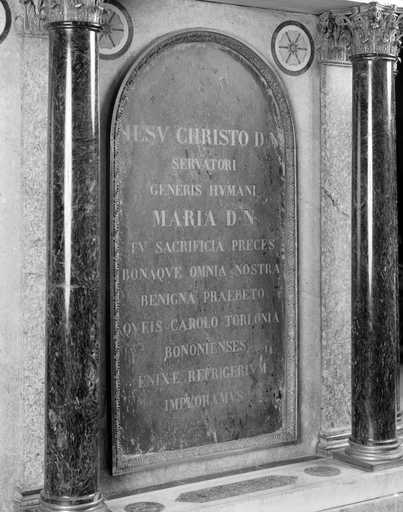 IESV CHRISTO D N
SERVATORI
GENERIS HVMANI
MARIA D·N
TV SACRIFICIA PRECES
BONAQVE OMNIA NOSTRA
BENIGNA PRAEBETO
QVEIS CAROLO TORLONIA
BONONIENSES
ENIXE REFRIGERIVM
IMPLORAMVS